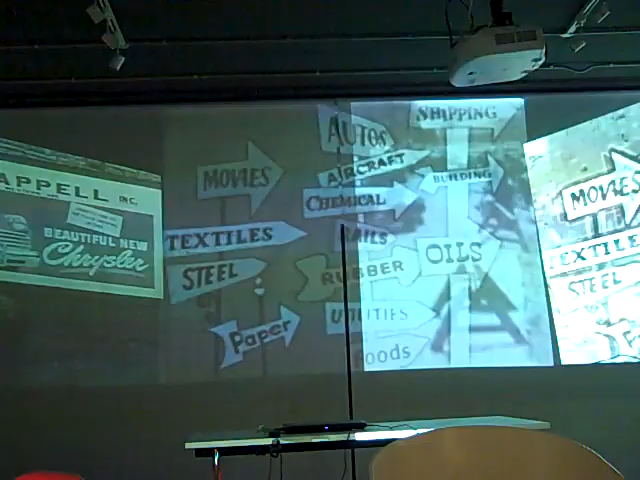 APPELL INC.
BEAUTIFUL NEW
Chrysler
MOVIES
TEXTILES
STEEL
Paper
AUTOS
AIRCRAFT
CHEMICAL
RAILS
RUBBER
UTILITIES
Foods
SHIPPING
BUILDING
OILS
MOVIES
TEXTILES
STEEL